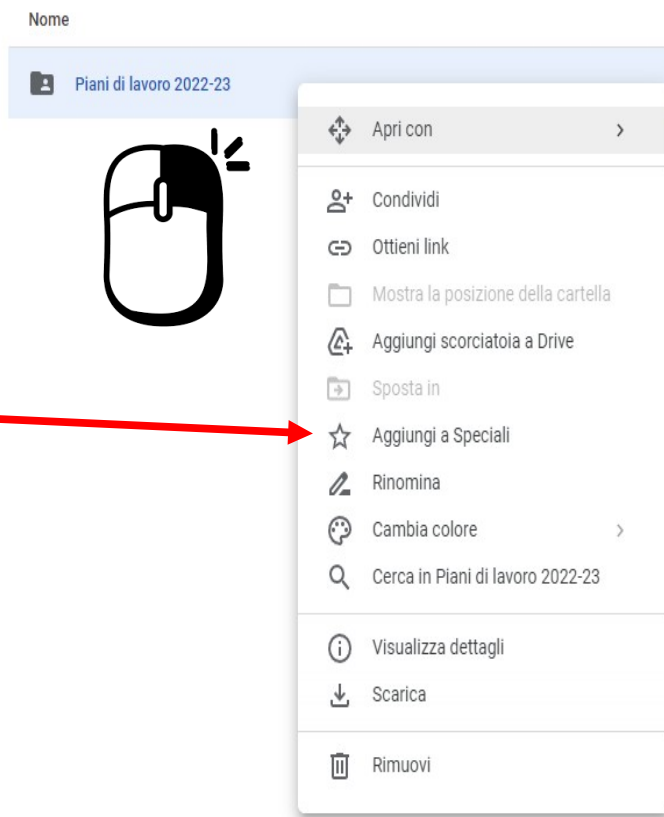 Nome
Piani di lavoro 2022-23
Apri con
Condividi
Ottieni link
Mostra la posizione della cartella
Aggiungi scorciatoia a Drive
Sposta in
Aggiungi a Speciali
Rinomina
Cambia colore
Cerca in Piani di lavoro 2022-23
Visualizza dettagli
Scarica
Rimuovi